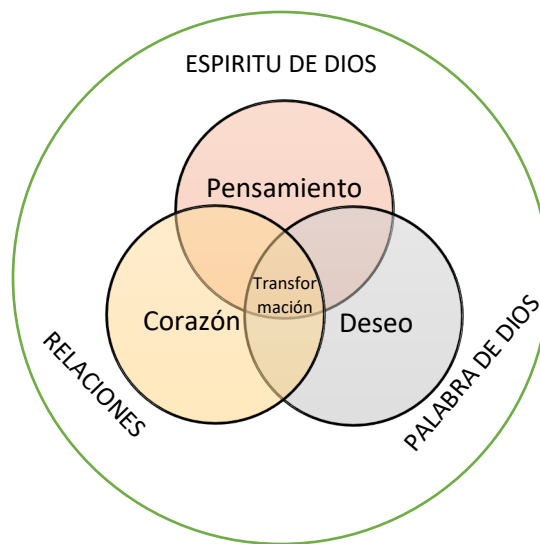 ESPIRITU DE DIOS
Pensamiento
Transfor
mación
Corazón
Deseo
RELACIONES
PALABRA DE DIOS